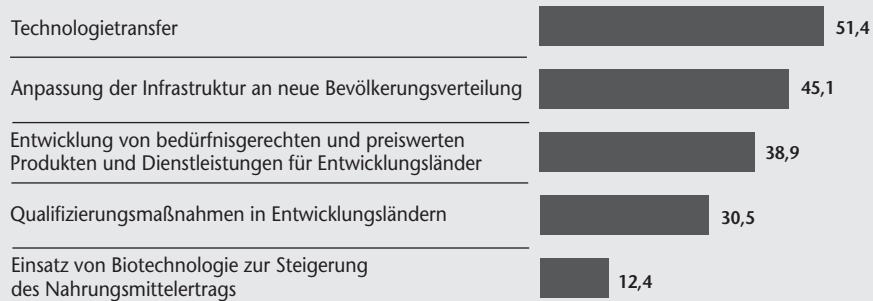 Technologietransfer 51,4
Anpassung der Infrastruktur an neue Bevölkerungsverteilung 45,1
Entwicklung von bedürfnisgerechten und preiswerten
Produkten und Dienstleistungen für Entwicklungsländer 38,9
Qualifizierungsmaßnahmen in Entwicklungsländern 30,5
Einsatz von Biotechnologie zur Steigerung
des Nahrungsmittelertrags 12,4